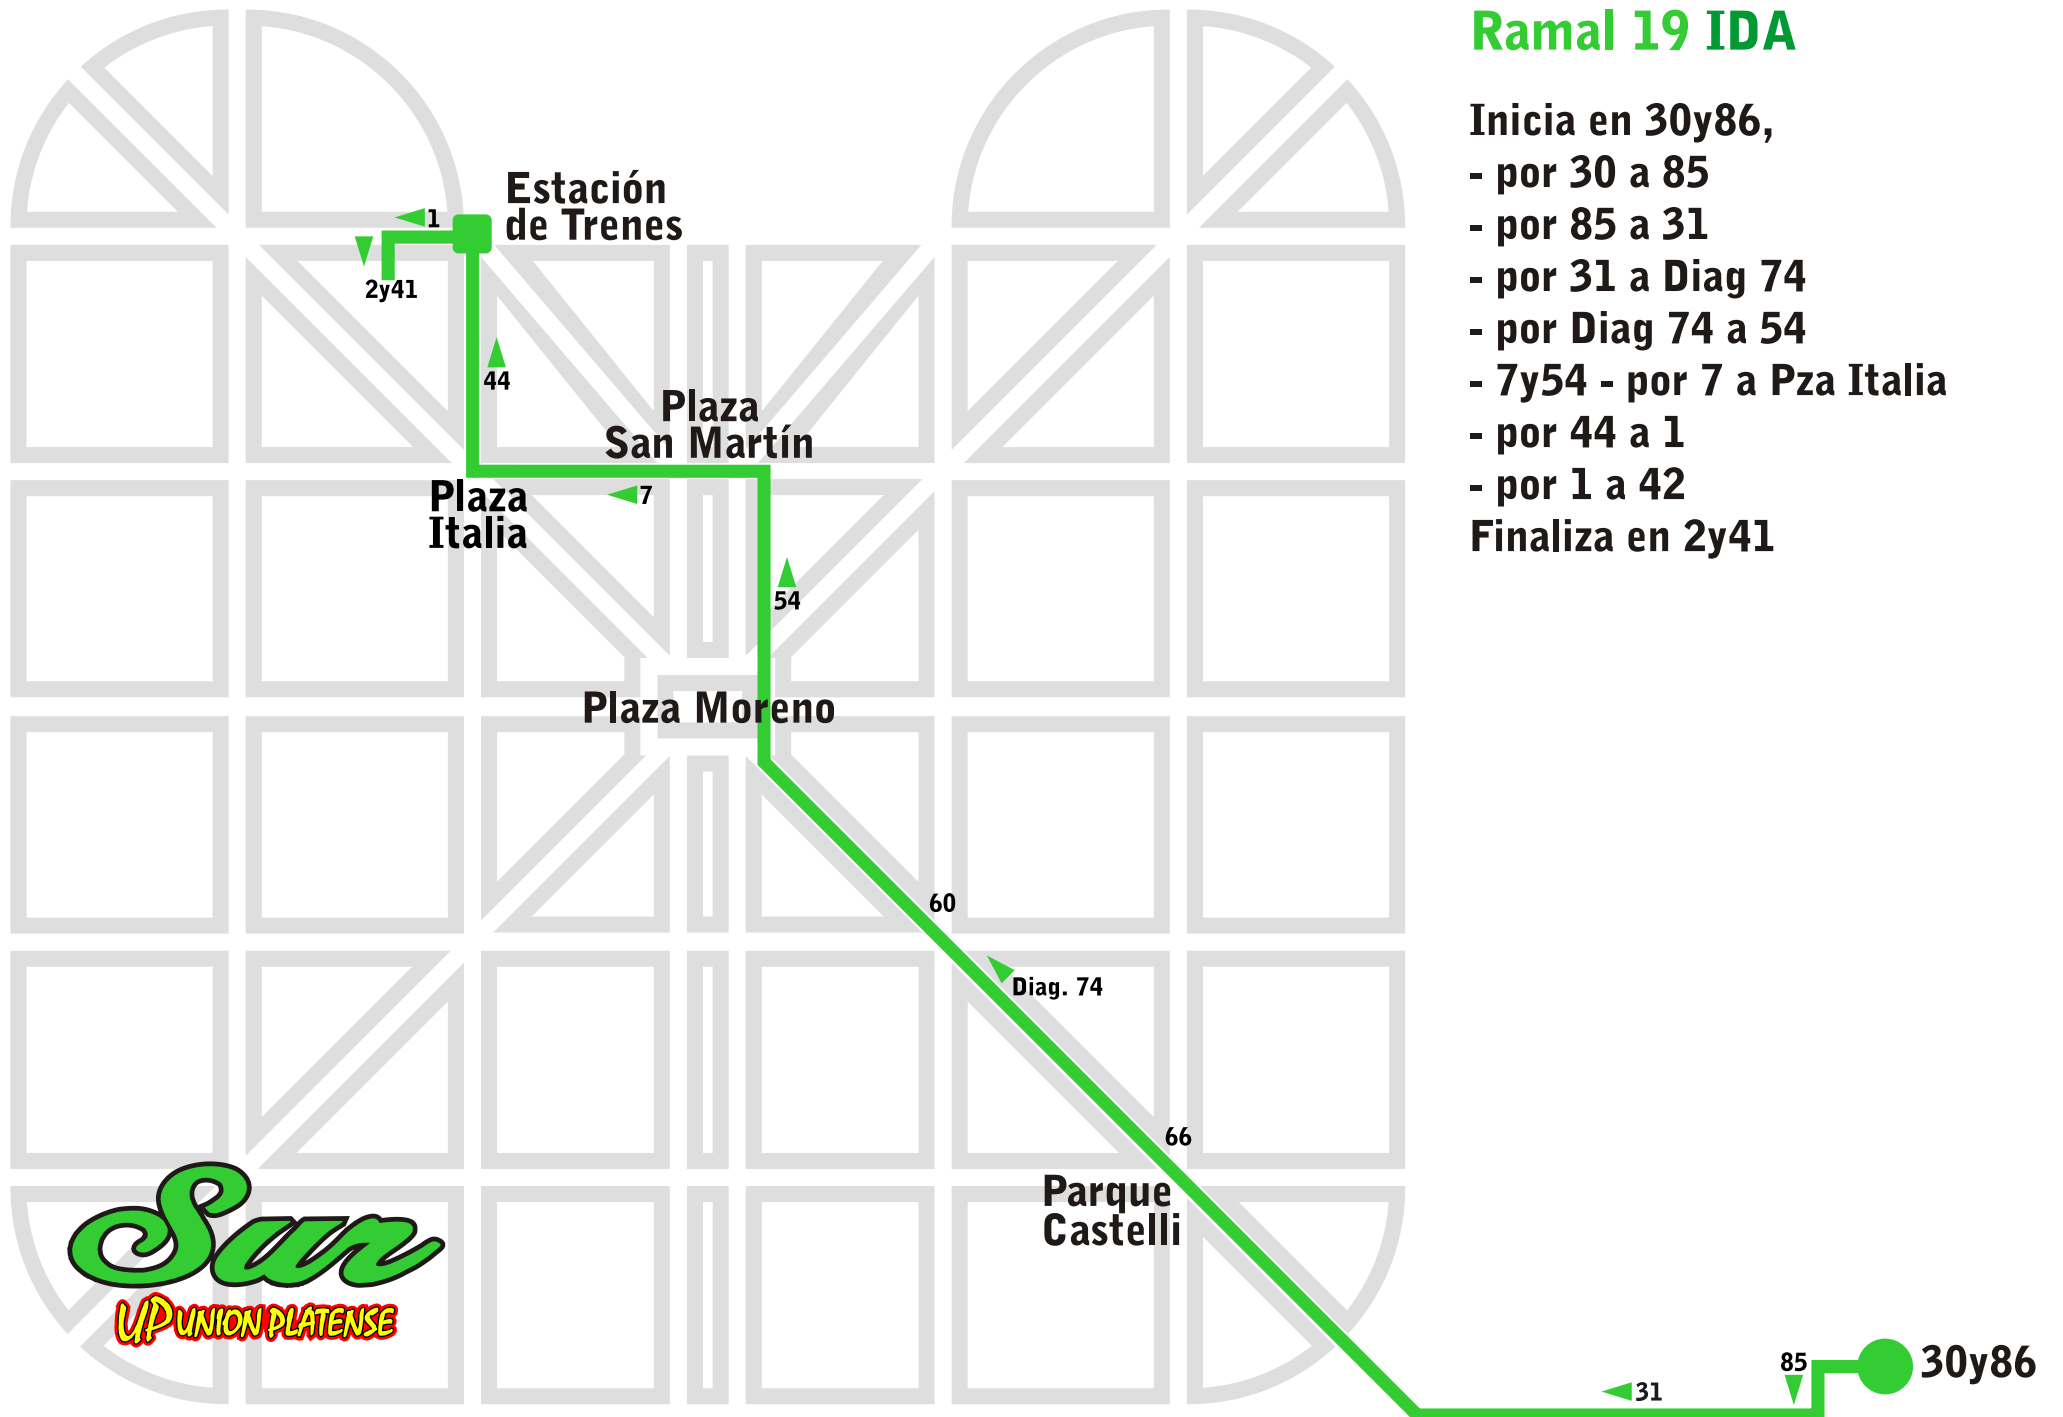 Ramal 19 IDA
Inicia en 30y86,
- por 30 a 85
- por 85 a 31
- por 31 a Diag 74
- por Diag 74 a 54
- 7y54 - por 7 a Pza Italia
- por 44 a 1
- por 1 a 42
Finaliza en 2y41
Estación
de Trenes
1
2y41
44
Plaza
San Martín
7
Plaza
Italia
54
Plaza Moreno
60
Diag. 74
66
Parque
Castelli
Sur
UP UNION PLATENSE
85
30y86
31